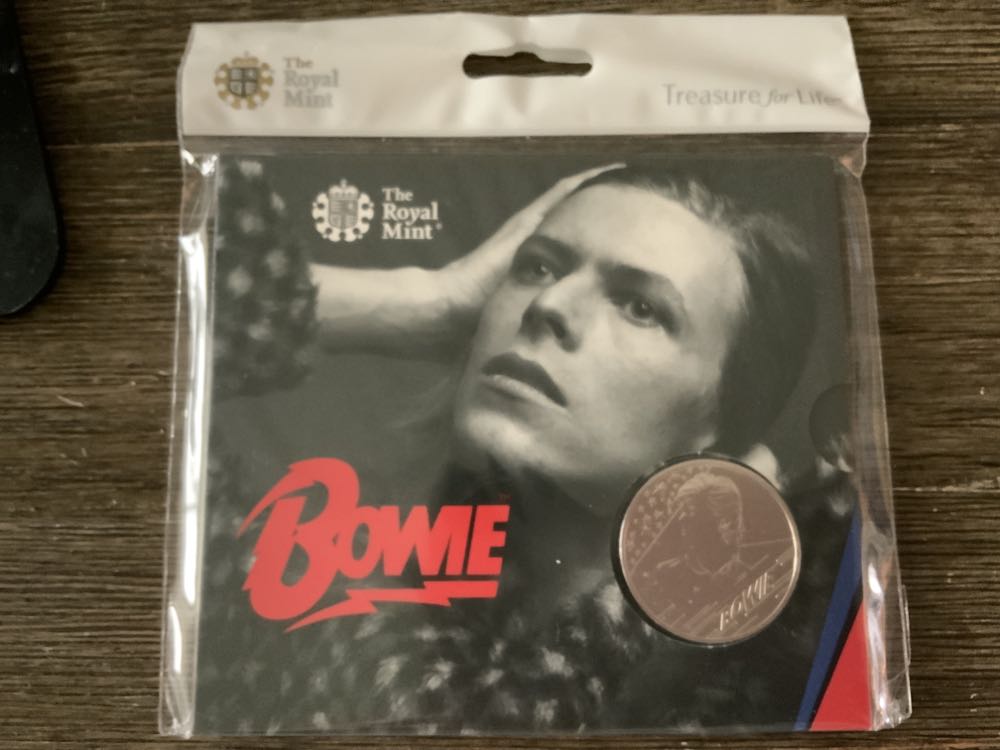 The
Royal
Mint
Treasure for Life
The
Royal
Mint®
BOWIE
BOWIE